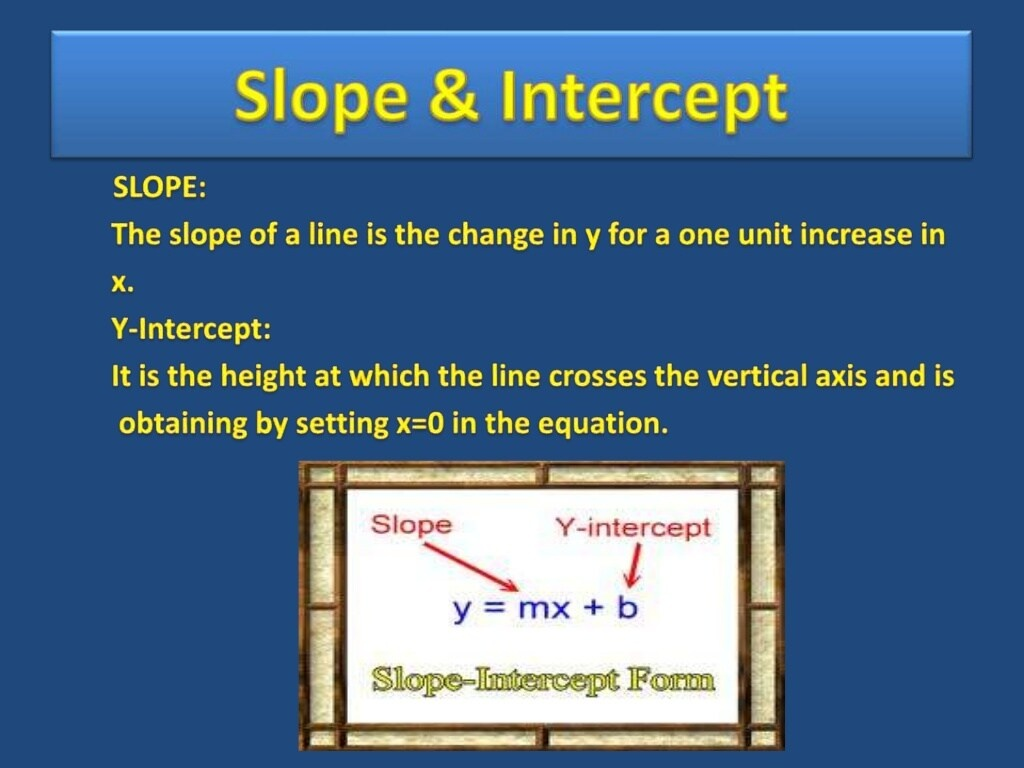 Slope & Intercept
SLOPE:
The slope of a line is the change in y for a one unit increase in
x.
Y-Intercept:
It is the height at which the line crosses the vertical axis and is
obtaining by setting x=0 in the equation.
Slope Y-intercept
y = mx + b
Slope-Intercept Form